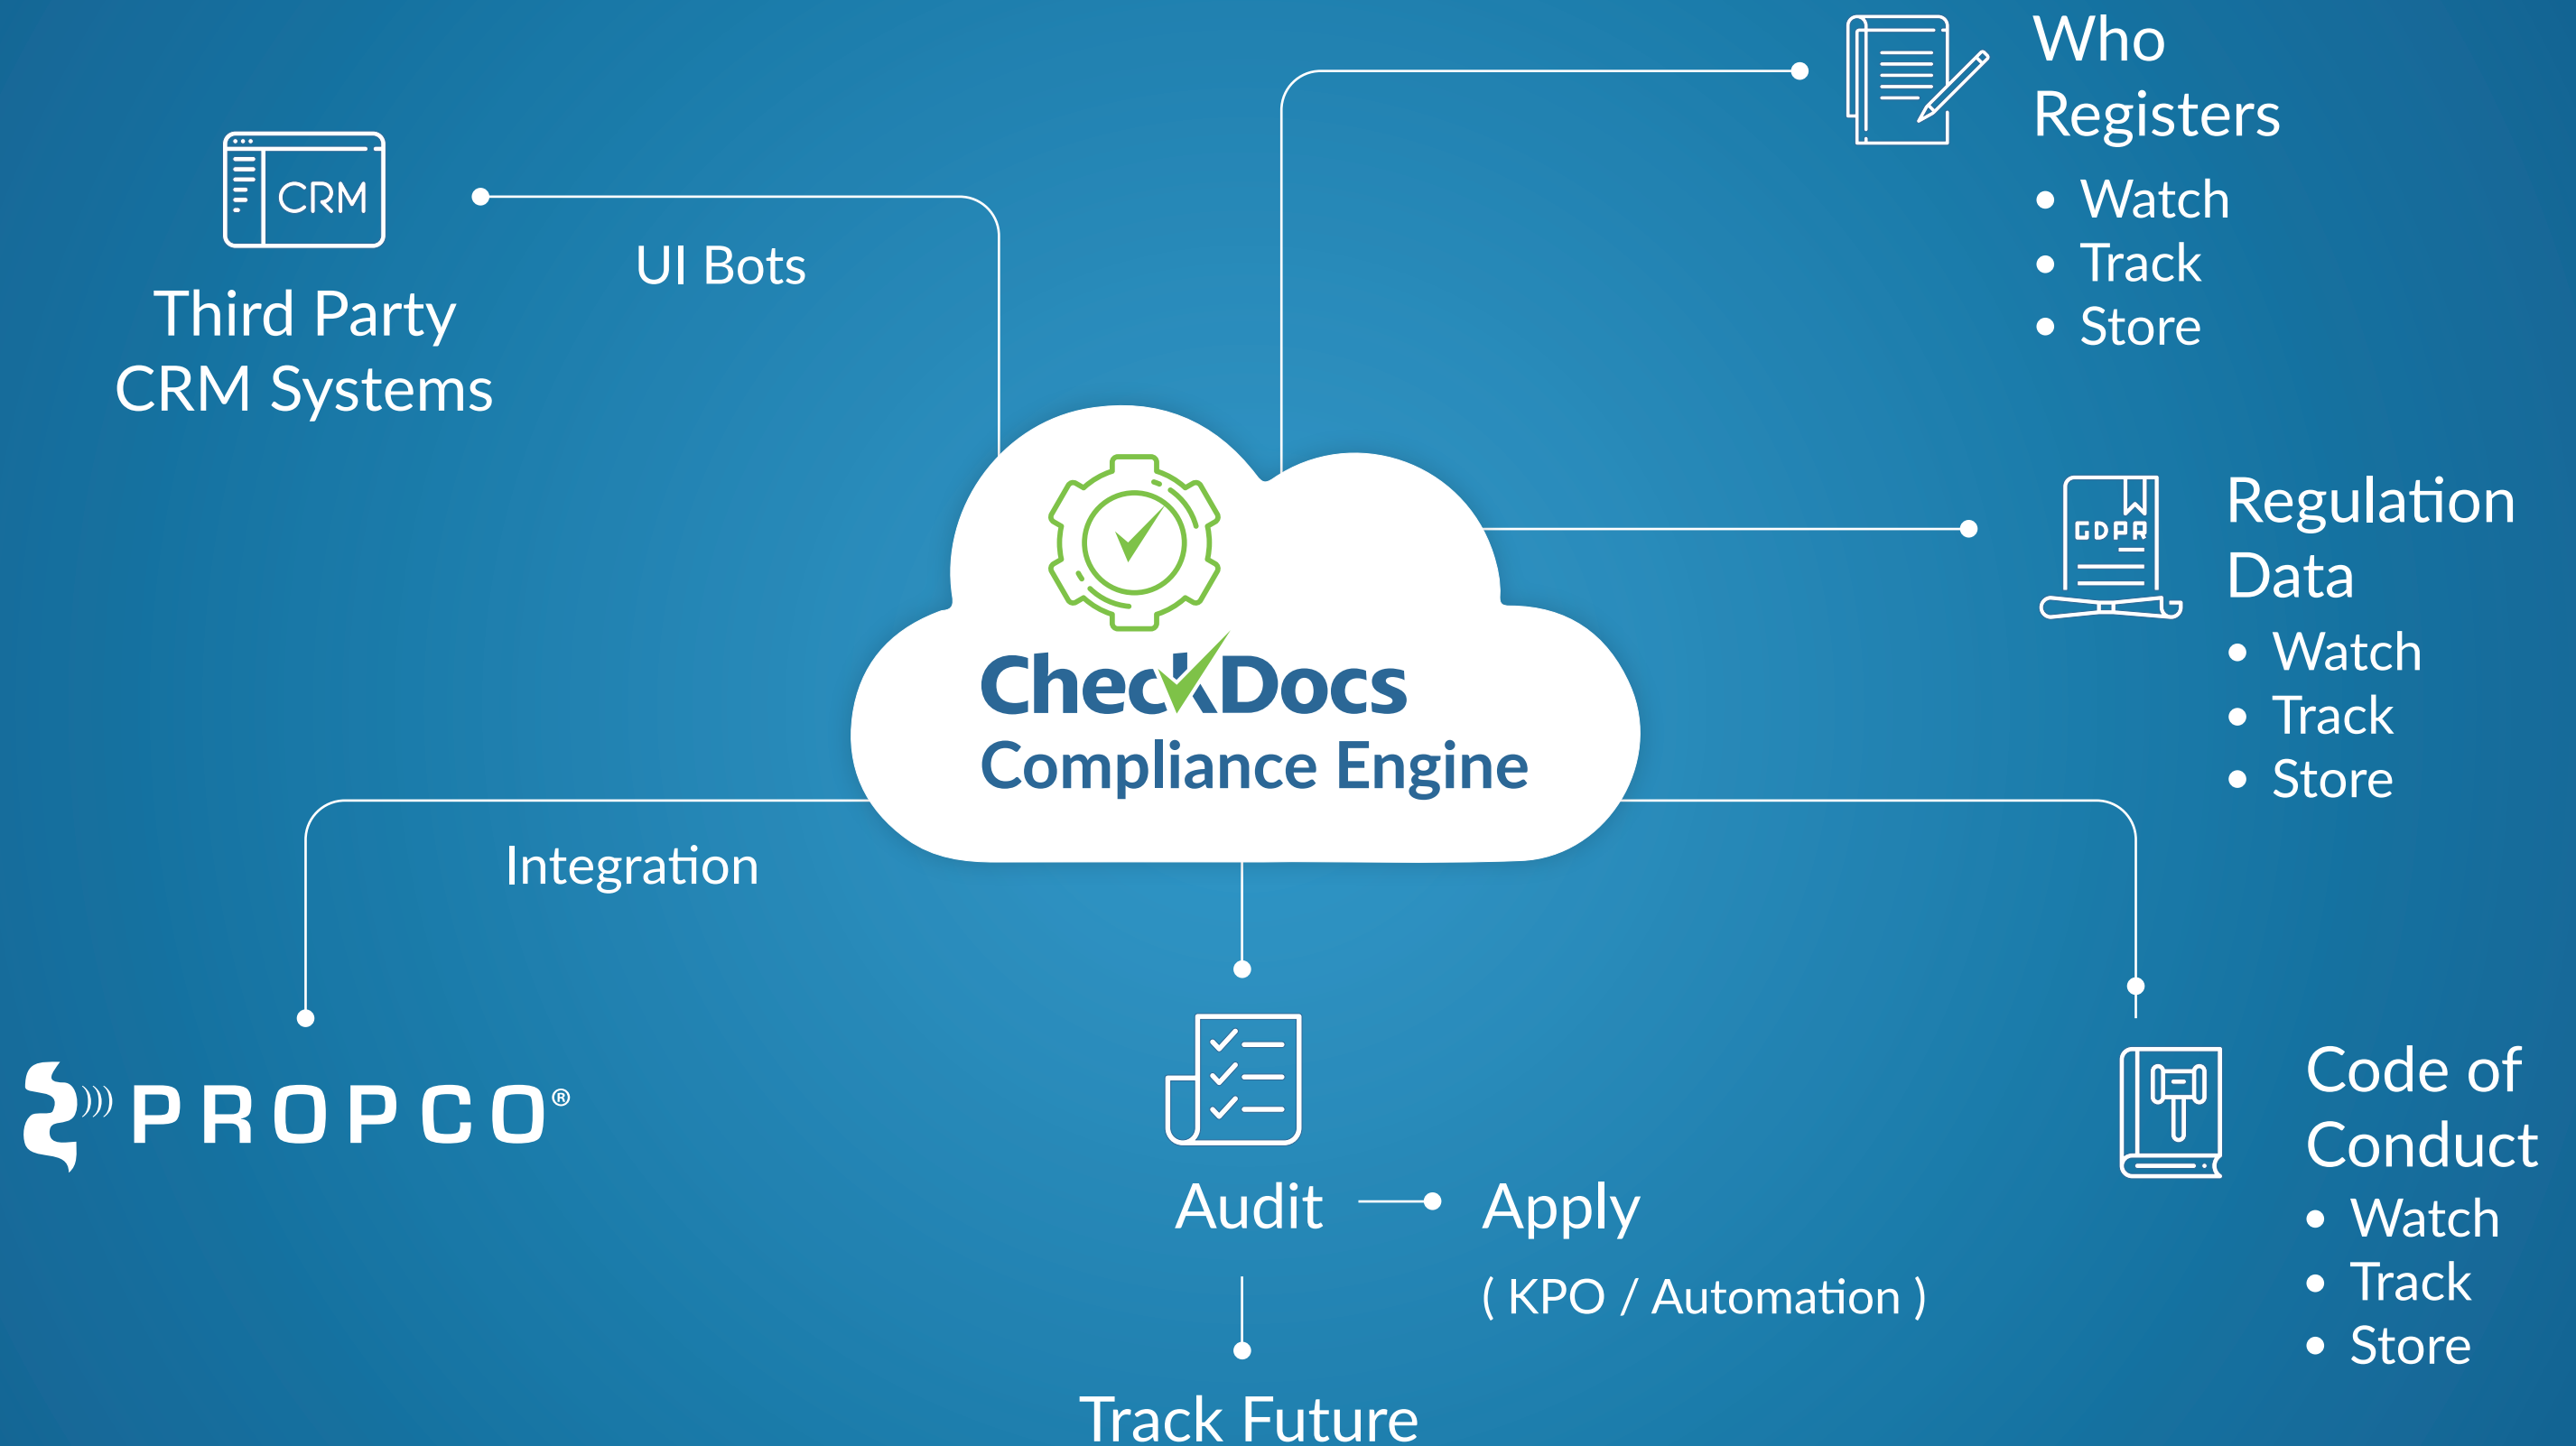 Who
Registers
• Watch
• Track
• Store
CRM
Third Party
CRM Systems
UI Bots
GDPR
Regulation
Data
• Watch
• Track
• Store
CheckDocs
Compliance Engine
Integration
PROPCO®
Audit
Apply
( KPO / Automation )
Track Future
Code of
Conduct
• Watch
• Track
• Store